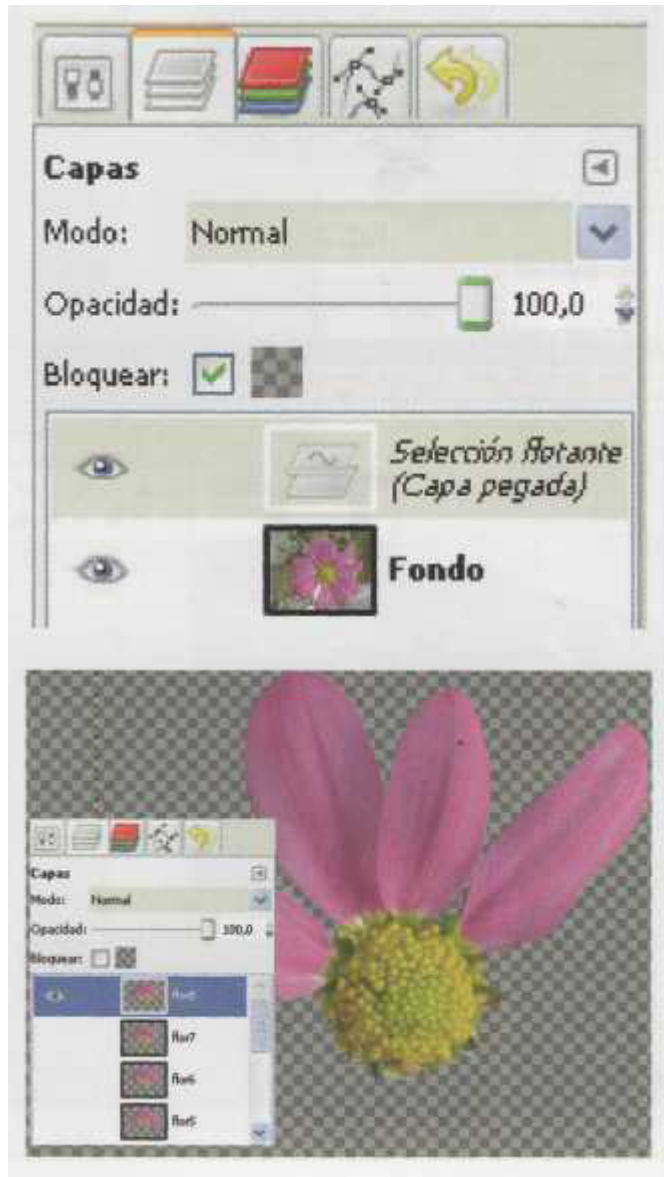 Capas
Modo: Normal
Opacidad: 100,0
Bloquear:
Selección flotante
(Capa pegada)
Fondo
Capas
Modo: Normal
Opacidad: 100,0
Bloquear:
flor7
flor6
flor5